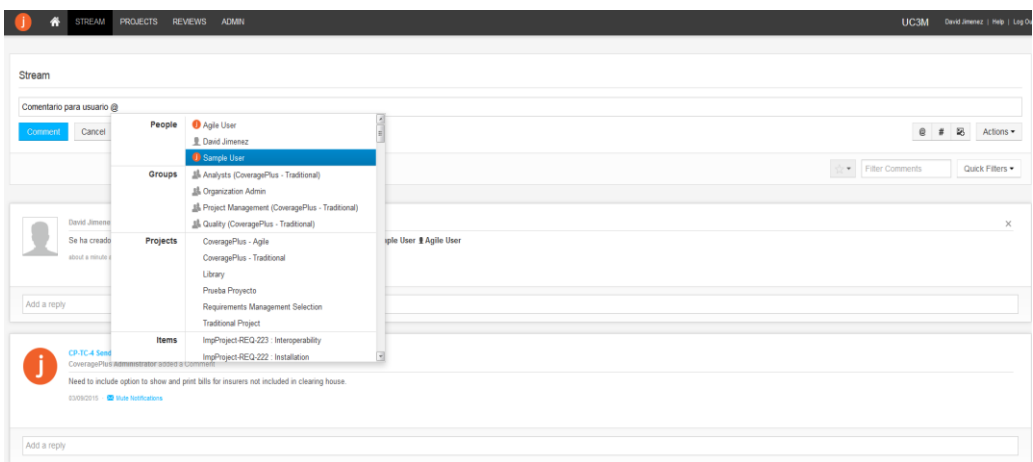 j STREAM PROJECTS REVIEWS ADMIN UC3M David Jimenez | Help | Log Ou
Stream
Comentario para usuario @
Comment Cancel @ # Actions
People Agile User
David Jimenez
Sample User
Groups Analysts (CoveragePlus - Traditional)
Organization Admin
Project Management (CoveragePlus - Traditional)
Quality (CoveragePlus - Traditional)
Projects CoveragePlus - Agile
CoveragePlus - Traditional
Library
Prueba Proyecto
Requirements Management Selection
Traditional Project
Items ImpProject-REQ-223 : Interoperability
ImpProject-REQ-222 : Installation
Filter Comments Quick Filters
David Jimene
Se ha creado ple User Agile User
about a minute
Add a reply
j
CP-TC-4 Send
CoveragePlus Administrator added a Comment
Need to include option to show and print bills for insurers not included in clearing house.
03/09/2015 Mute Notifications
Add a reply